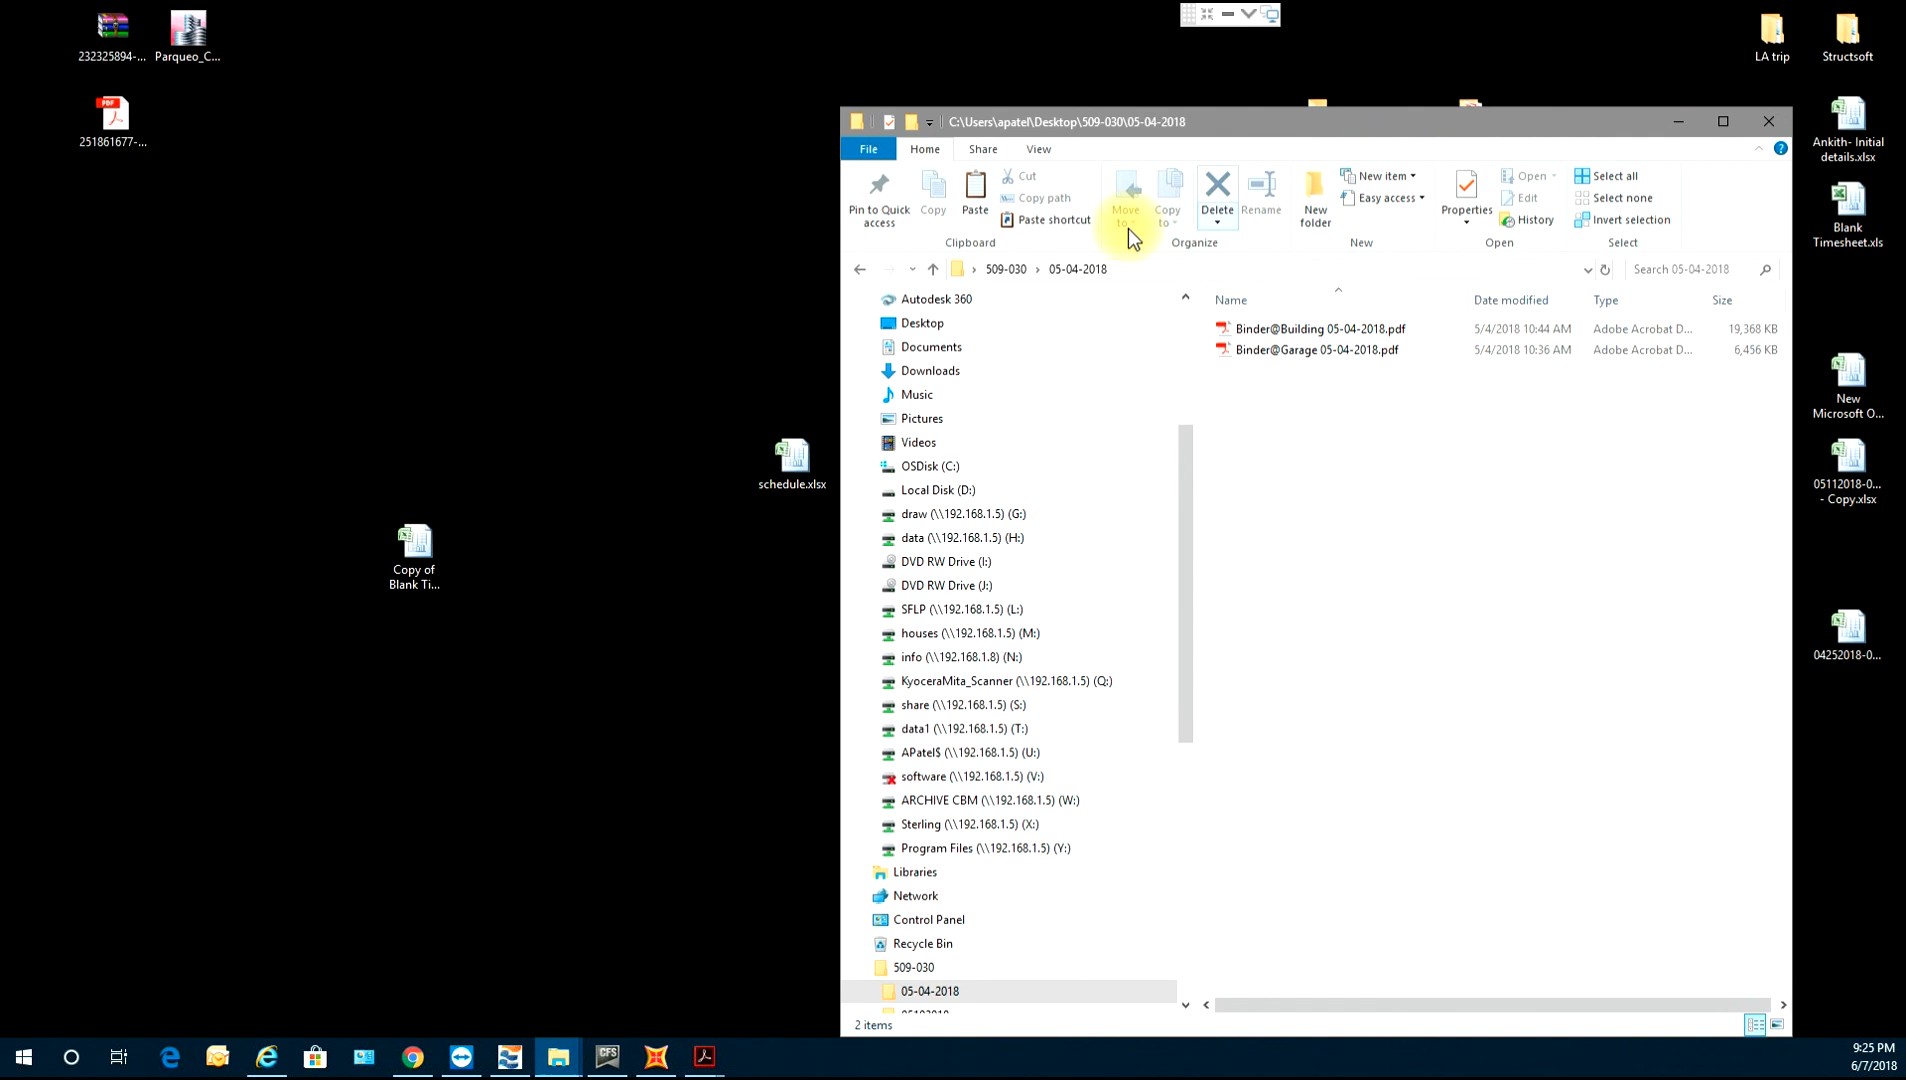 232325894-...
Parqueo_C...
PDF
251861677-...
schedule.xlsx
Copy of
Blank Ti...
LA trip
Structsoft
Ankith- Initial
details.xlsx
Blank
Timesheet.xls
New
Microsoft O...
05112018-0...
- Copy.xlsx
04252018-0...
C:\Users\apatel\Desktop\509-030\05-04-2018
File
Home
Share
View
Pin to Quick
access
Copy
Paste
Cut
Copy path
Paste shortcut
Clipboard
Move
to
Copy
to
Delete
Rename
Organize
New
folder
New item
Easy access
New
Properties
Open
Edit
History
Open
Select all
Select none
Invert selection
Select
509-030 › 05-04-2018
Search 05-04-2018
Name
Date modified
Type
Size
Binder@Building 05-04-2018.pdf
5/4/2018 10:44 AM
Adobe Acrobat D...
19,368 KB
Binder@Garage 05-04-2018.pdf
5/4/2018 10:36 AM
Adobe Acrobat D...
6,456 KB
Autodesk 360
Desktop
Documents
Downloads
Music
Pictures
Videos
OSDisk (C:)
Local Disk (D:)
draw (\\192.168.1.5) (G:)
data (\\192.168.1.5) (H:)
DVD RW Drive (I:)
DVD RW Drive (J:)
SFLP (\\192.168.1.5) (L:)
houses (\\192.168.1.5) (M:)
info (\\192.168.1.8) (N:)
KyoceraMita_Scanner (\\192.168.1.5) (Q:)
share (\\192.168.1.5) (S:)
data1 (\\192.168.1.5) (T:)
APatel$ (\\192.168.1.5) (U:)
software (\\192.168.1.5) (V:)
ARCHIVE CBM (\\192.168.1.5) (W:)
Sterling (\\192.168.1.5) (X:)
Program Files (\\192.168.1.5) (Y:)
Libraries
Network
Control Panel
Recycle Bin
509-030
05-04-2018
2 items
CFS
9:25 PM
6/7/2018